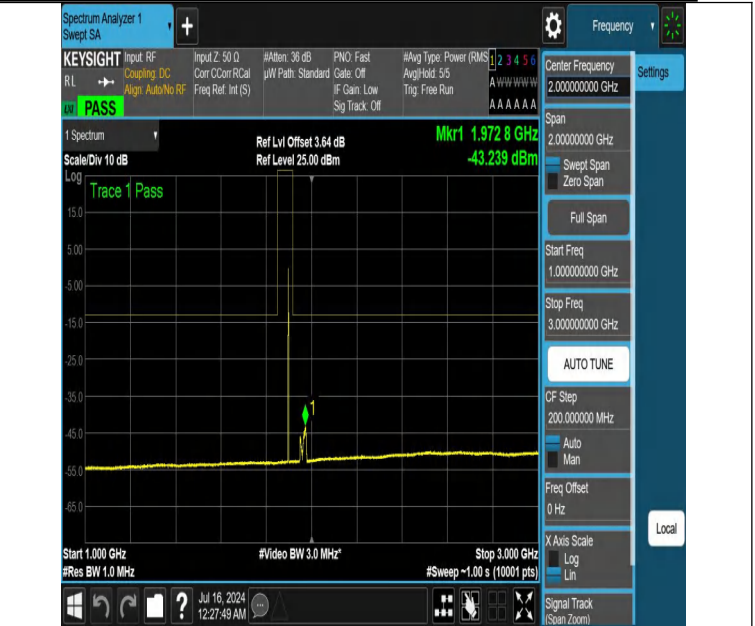 Spectrum Analyzer 1
Swept SA
+
Frequency
KEYSIGHT
RL
PASS
Input: RF
Coupling: DC
Align: Auto/No RF
Input Z: 50 Ω
Corr CCorr RCal
Freq Ref: Int (S)
#Atten: 36 dB
µW Path: Standard
PNO: Fast
Gate: Off
IF Gain: Low
Sig Track: Off
#Avg Type: Power (RMS
Avg|Hold: 5/5
Trig: Free Run
1 2 3 4 5 6
A W W W W W
A A A A A A
1 Spectrum
Scale/Div 10 dB
Ref Lvl Offset 3.64 dB
Ref Level 25.00 dBm
Mkr1 1.972 8 GHz
-43.239 dBm
Log
Trace 1 Pass
15.0
5.00
-5.00
-15.0
-25.0
-35.0
1
-45.0
-55.0
-65.0
Start 1.000 GHz
#Res BW 1.0 MHz
#Video BW 3.0 MHz*
Stop 3.000 GHz
#Sweep ~1.00 s (10001 pts)
Center Frequency
2.000000000 GHz
Settings
Span
2.00000000 GHz
Swept Span
Zero Span
Full Span
Start Freq
1.000000000 GHz
Stop Freq
3.000000000 GHz
AUTO TUNE
CF Step
200.000000 MHz
Auto
Man
Freq Offset
0 Hz
X Axis Scale
Log
Lin
Local
Signal Track
(Span Zoom)
?
Jul 16, 2024
12:27:49 AM